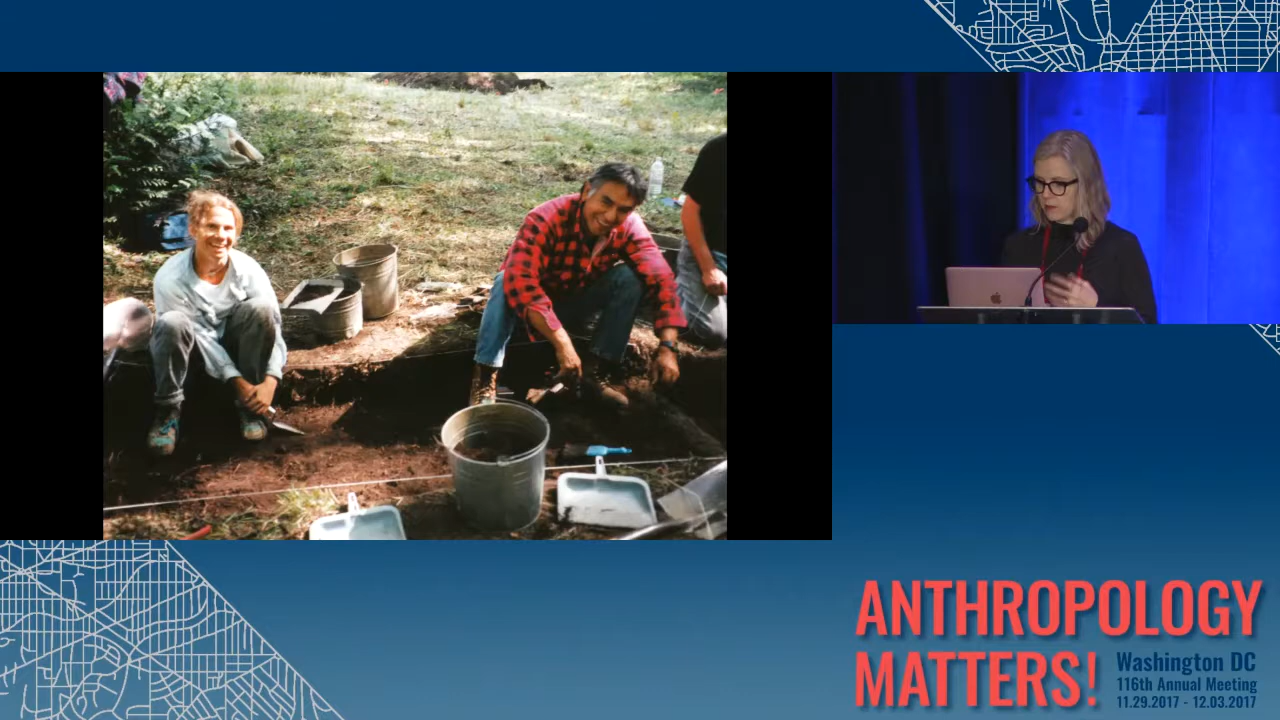 ANTHROPOLOGY
MATTERS!
Washington DC
116th Annual Meeting
11.29.2017 - 12.03.2017